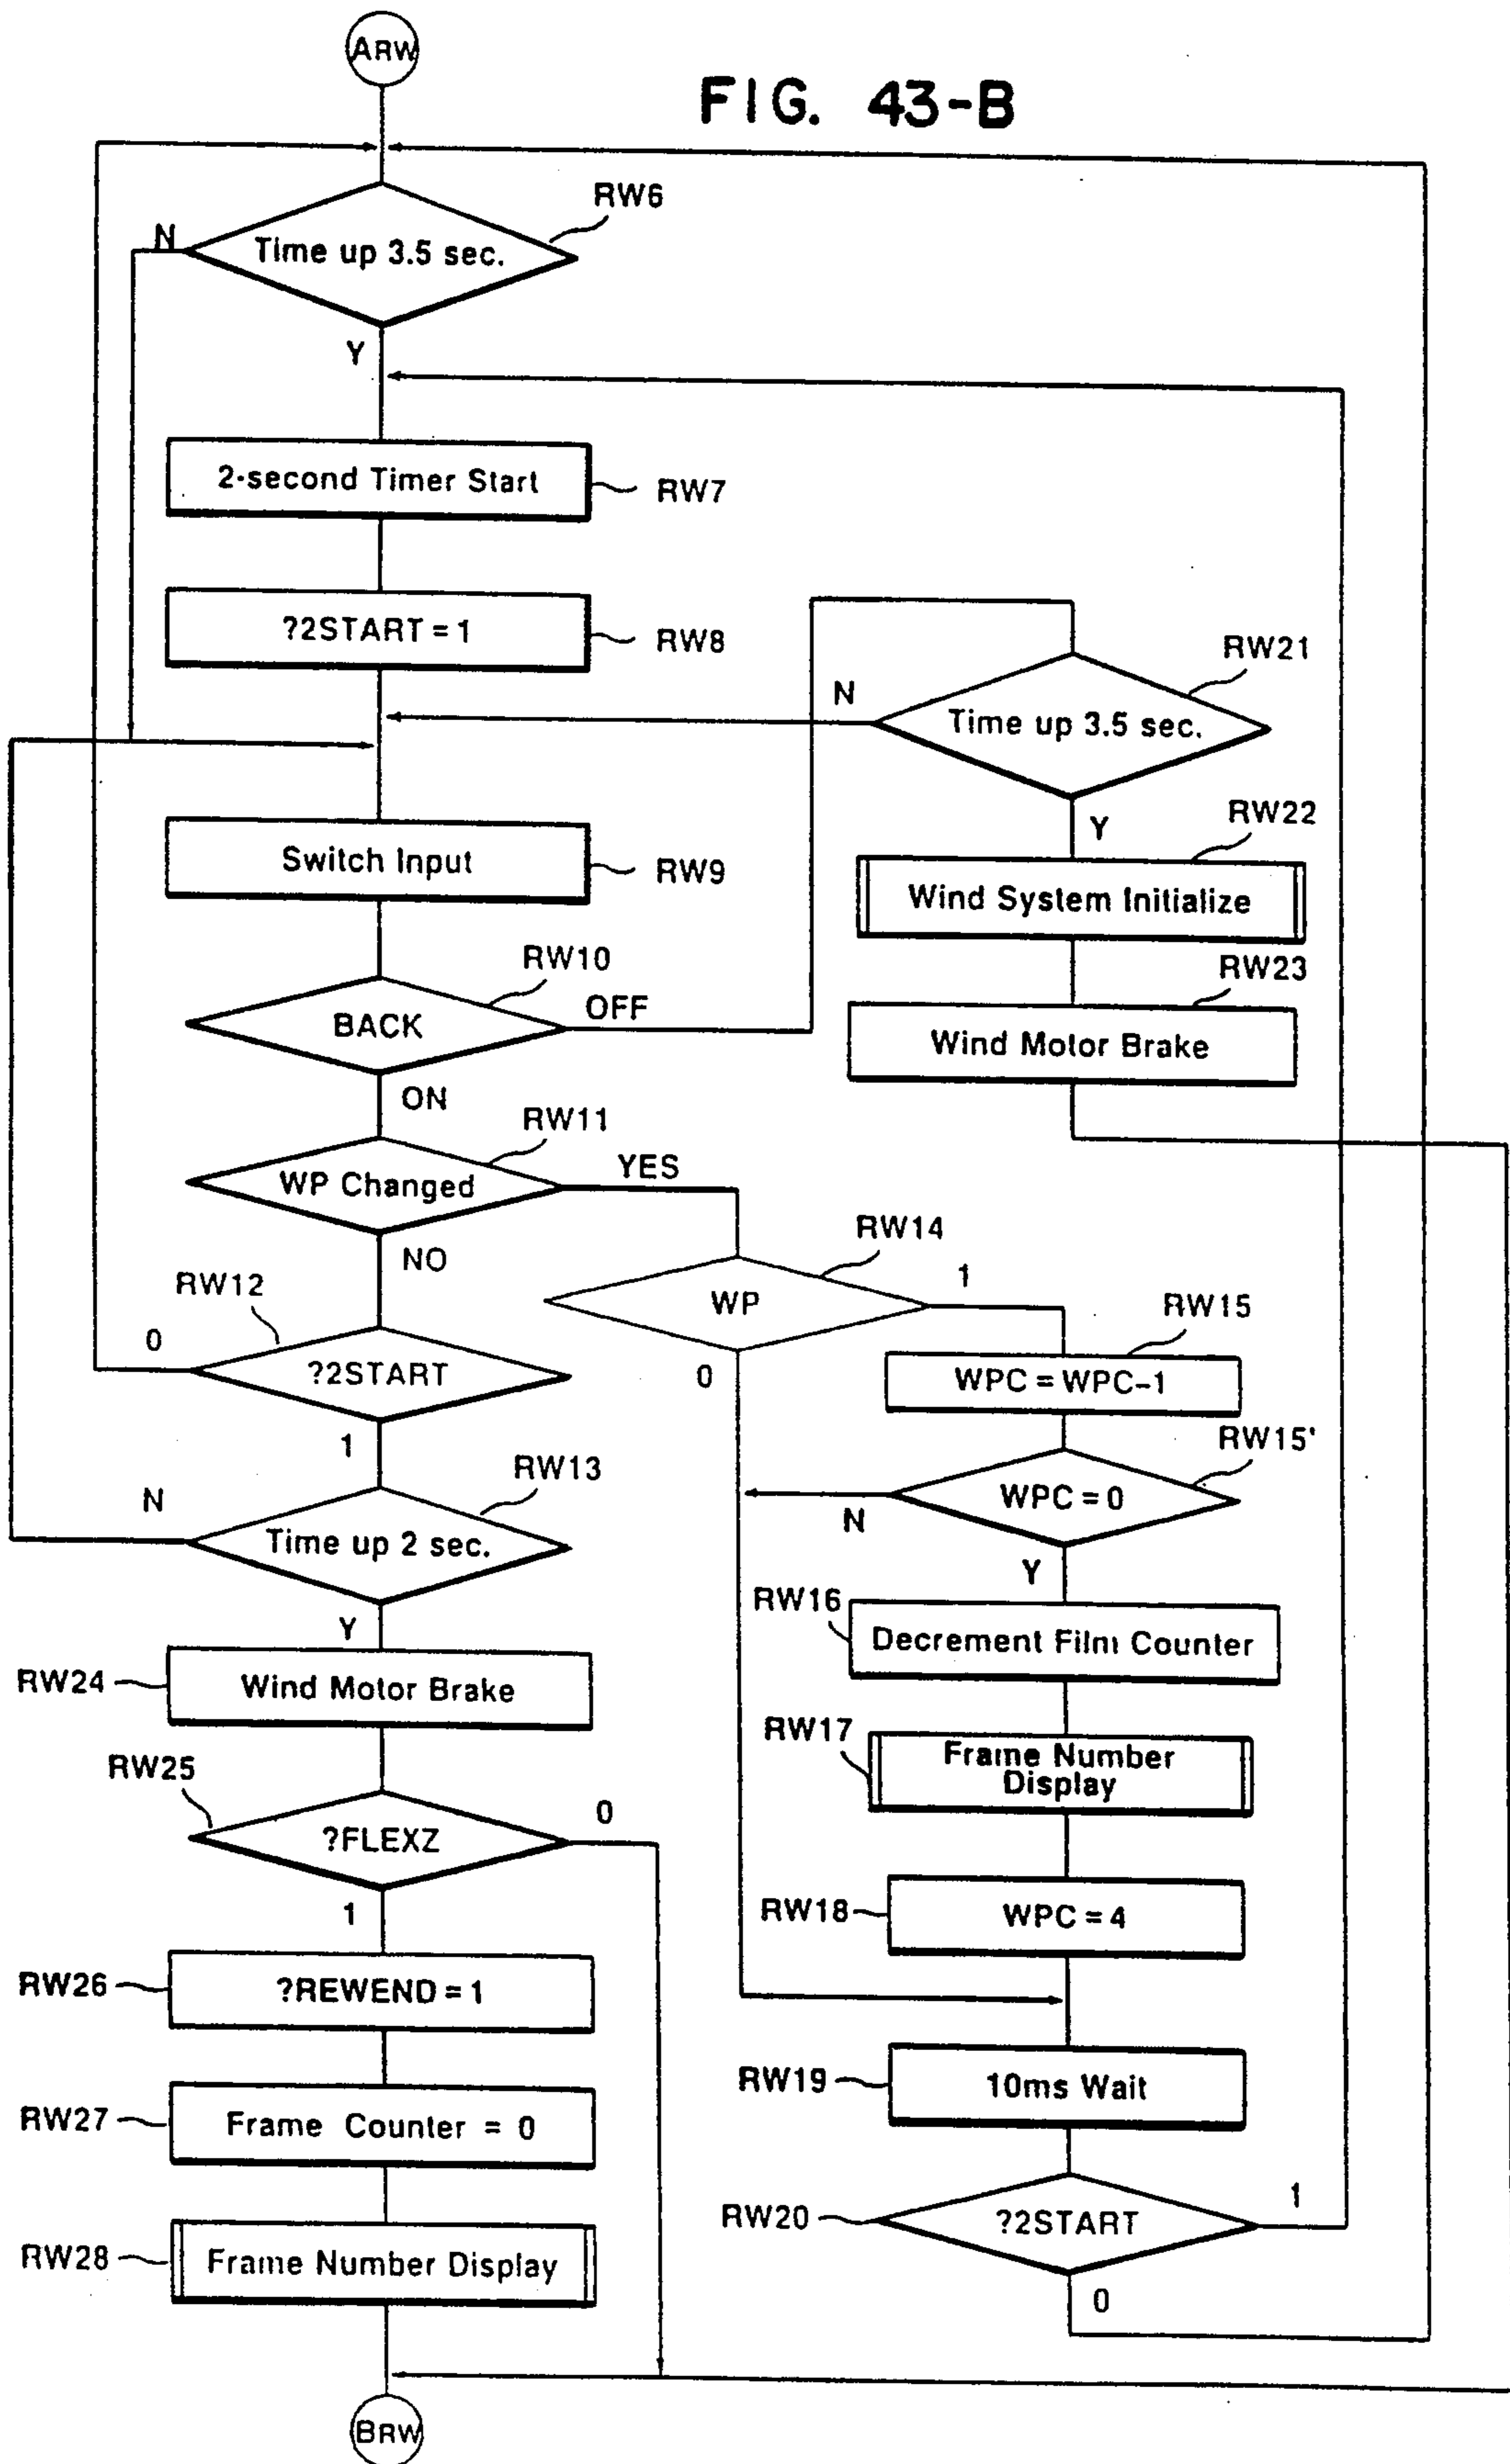 ARW
FIG. 43-B
RW6
N
Time up 3.5 sec.
Y
2-second Timer Start
RW7
?2START = 1
RW8
RW21
N
Time up 3.5 sec.
Y
RW22
Wind System Initialize
RW23
Wind Motor Brake
Switch Input
RW9
RW10
BACK
OFF
ON
RW11
WP Changed
YES
NO
RW14
WP
1
0
RW12
0
?2START
1
RW15
WPC = WPC-1
RW15'
WPC = 0
N
Y
RW13
N
Time up 2 sec.
Y
RW16
Decrement Film Counter
RW24
Wind Motor Brake
RW17
Frame Number
Display
RW25
?FLEXZ
0
1
RW18
WPC = 4
RW26
?REWEND = 1
RW19
10ms Wait
RW27
Frame Counter = 0
RW20
?2START
1
0
RW28
Frame Number Display
BRW